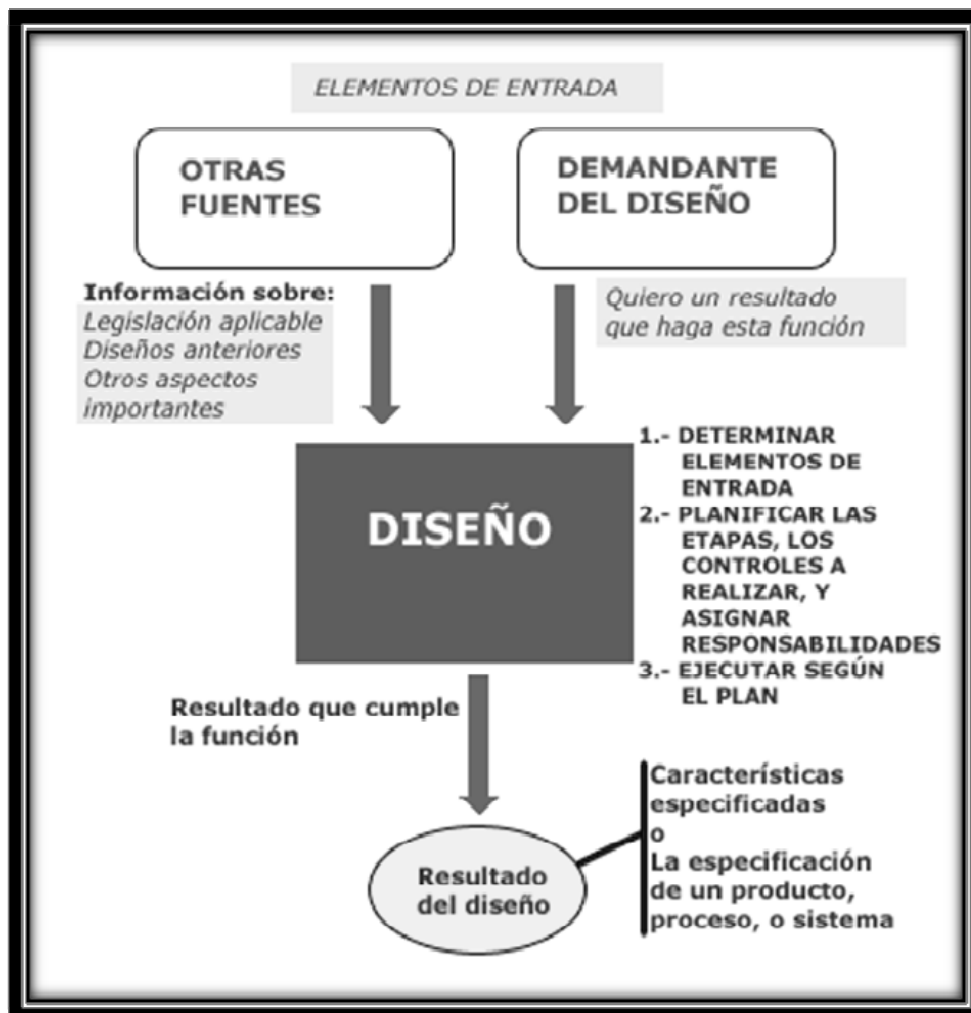 ELEMENTOS DE ENTRADA
OTRAS
FUENTES
DEMANDANTE
DEL DISEÑO
Información sobre:
Legislación aplicable
Diseños anteriores
Otros aspectos
importantes
Quiero un resultado
que haga esta función
DISEÑO
1.- DETERMINAR
ELEMENTOS DE
ENTRADA
2.- PLANIFICAR LAS
ETAPAS, LOS
CONTROLES A
REALIZAR, Y
ASIGNAR
RESPONSABILIDADES
3.- EJECUTAR SEGÚN
EL PLAN
Resultado que cumple
la función
Resultado
del diseño
Características
especificadas
o
La especificación
de un producto,
proceso, o sistema